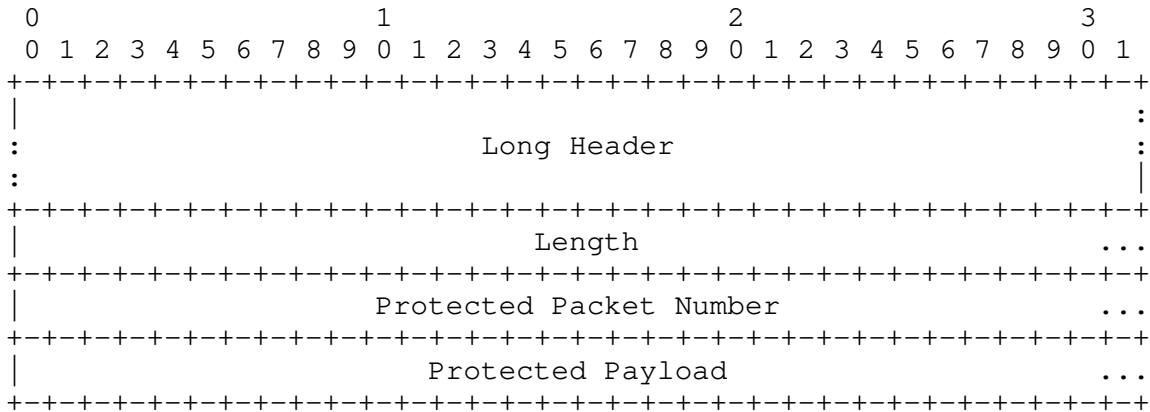 0                   1                   2                   3
 0 1 2 3 4 5 6 7 8 9 0 1 2 3 4 5 6 7 8 9 0 1 2 3 4 5 6 7 8 9 0 1
+-+-+-+-+-+-+-+-+-+-+-+-+-+-+-+-+-+-+-+-+-+-+-+-+-+-+-+-+-+-+-+-+
|                                                               :
:                          Long Header                          :
:                                                               |
+-+-+-+-+-+-+-+-+-+-+-+-+-+-+-+-+-+-+-+-+-+-+-+-+-+-+-+-+-+-+-+-+
|                             Length                          ...
+-+-+-+-+-+-+-+-+-+-+-+-+-+-+-+-+-+-+-+-+-+-+-+-+-+-+-+-+-+-+-+-+
|                    Protected Packet Number                  ...
+-+-+-+-+-+-+-+-+-+-+-+-+-+-+-+-+-+-+-+-+-+-+-+-+-+-+-+-+-+-+-+-+
|                       Protected Payload                     ...
+-+-+-+-+-+-+-+-+-+-+-+-+-+-+-+-+-+-+-+-+-+-+-+-+-+-+-+-+-+-+-+-+